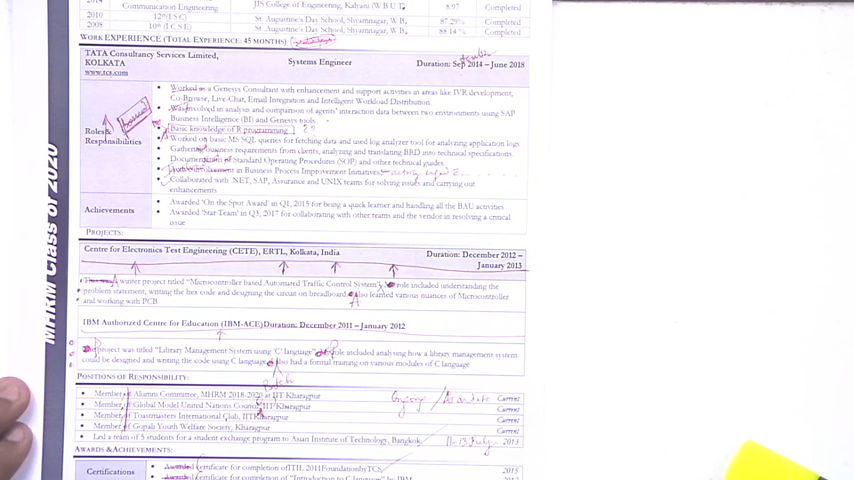 2014 Communication Engineering JIS College of Engineering, Kalyani (W.B.U.T) 8.97 Completed
2010 12th(I S C) St Augustine's Day School, Shyamnagar, W.B. 87.29% Completed
2008 10th (I C S E) St Augustine's Day School, Shyamnagar, W.B. 88.14 % Completed
WORK EXPERIENCE (TOTAL EXPERIENCE: 45 MONTHS)
TATA Consultancy Services Limited,
KOLKATA Systems Engineer Duration: Sep 2014 – June 2018
www.tcs.com
Worked as a Genesys Consultant with enhancement and support activities in areas like IVR development,
Co-Browse, Live-Chat, Email Integration and Intelligent Workload Distribution
Was involved in analysis and comparison of agents' interaction data between two environments using SAP
Business Intelligence (BI) and Genesys tools
Basic knowledge of R programming ??
Roles& Responsibilities
Worked on basic MS SQL queries for fetching data and used log analyzer tool for analyzing application logs
Gathering business requirements from clients, analyzing and translating BRD into technical specifications.
Documentation of Standard Operating Procedures (SOP) and other technical guides
involvement in Business Process Improvement Initiatives
Collaborated with .NET, SAP, Assurance and UNIX teams for solving issues and carrying out
enhancements
Achievements
Awarded 'On the Spot Award' in Q1, 2015 for being a quick learner and handling all the BAU activities
Awarded 'Star Team' in Q3, 2017 for collaborating with other teams and the vendor in resolving a critical
issue
PROJECTS:
Centre for Electronics Test Engineering (CETE), ERTL, Kolkata, India Duration: December 2012 –
January 2013
winter project titled "Microcontroller based Automated Traffic Control System" role included understanding the
problem statement, writing the hex code and designing the circuit on breadboard also learned various nuances of Microcontroller
and working with PCB
IBM Authorized Centre for Education (IBM-ACE)Duration: December 2011 – January 2012
project was titled "Library Management System using 'C' language" role included analysing how a library management system
could be designed and writing the code using C language also had a formal training on various modules of C language
POSITIONS OF RESPONSIBILITY:
Batch
Member of Alumni Committee, MHRM 2018-2020 at IIT Kharagpur Current
Member of Global Model United Nations Council, IIT Kharagpur Current
Member of Toastmasters International Club, IIT Kharagpur Current
Member of Gopali Youth Welfare Society, Kharagpur Current
Led a team of 5 students for a student exchange program to Asian Institute of Technology, Bangkok 11-13 July 2013
AWARDS &ACHIEVEMENTS:
Certifications
Awarded certificate for completion of ITIL 2011Foundation by TCS 2015
Awarded certificate for completion of "Introduction to C language" by IBM
MHRM Class of 2020